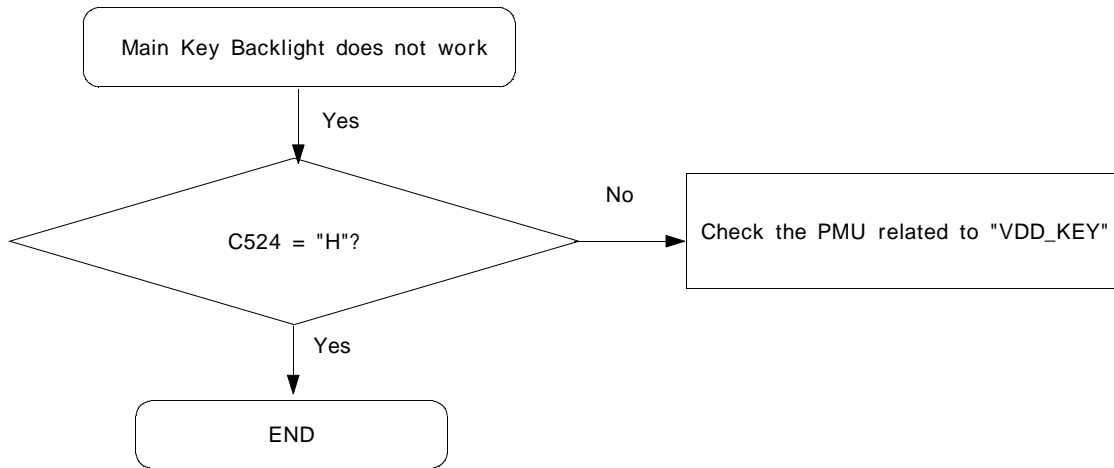 Main Key Backlight does not work
Yes
C524 = "H"?
No
Check the PMU related to "VDD_KEY"
Yes
END